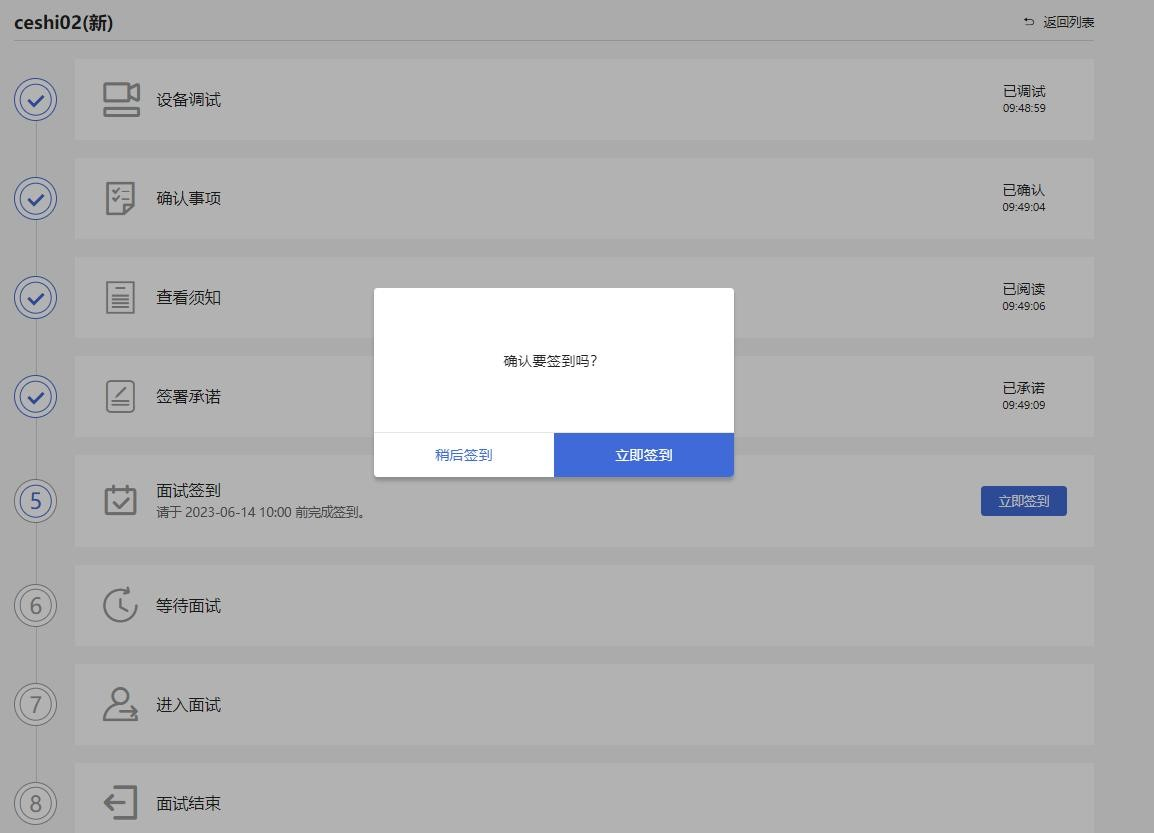 ceshi02(新)
返回列表
设备调试
已调试
09:48:59
确认事项
已确认
09:49:04
查看须知
已阅读
09:49:06
确认要签到吗?
签署承诺
已承诺
09:49:09
稍后签到
立即签到
5
面试签到
请于 2023-06-14 10:00 前完成签到。
立即签到
6
等待面试
7
进入面试
8
面试结束